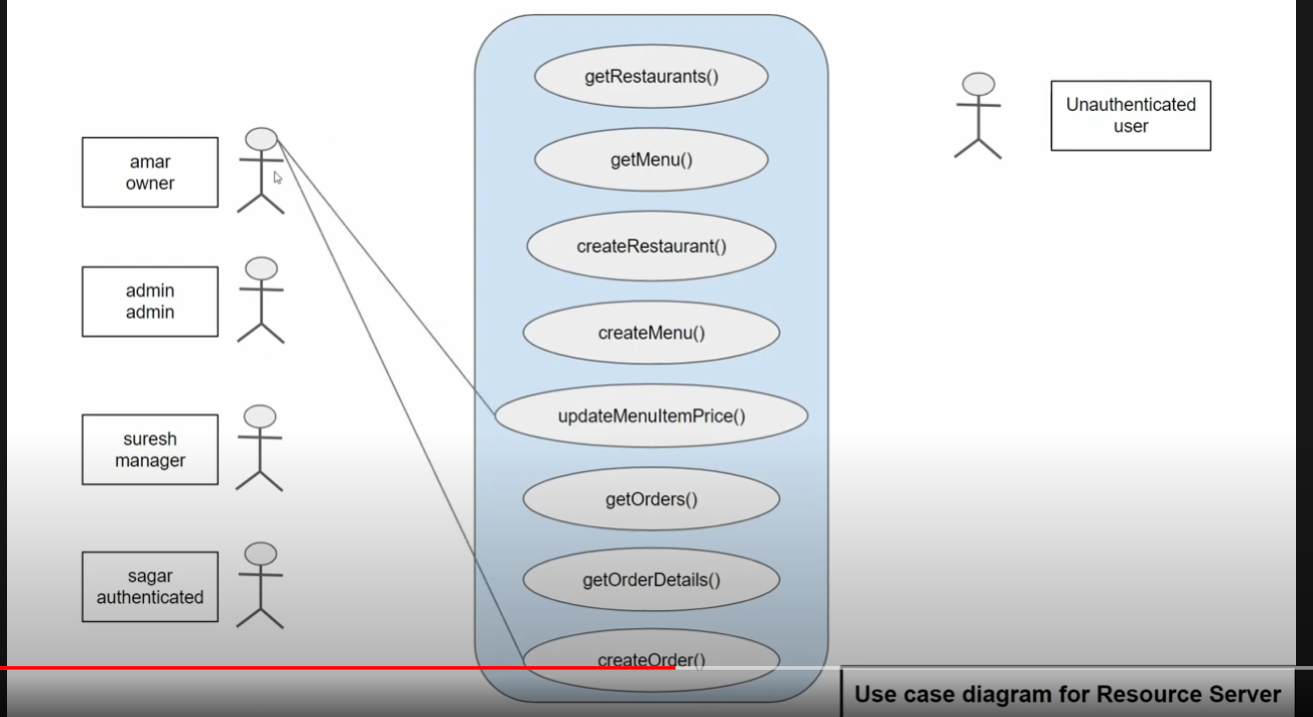 getRestaurants()
getMenu()
createRestaurant()
createMenu()
updateMenuItemPrice()
getOrders()
getOrderDetails()
createOrder()
amar
owner
admin
admin
suresh
manager
sagar
authenticated
Unauthenticated
user
Use case diagram for Resource Server